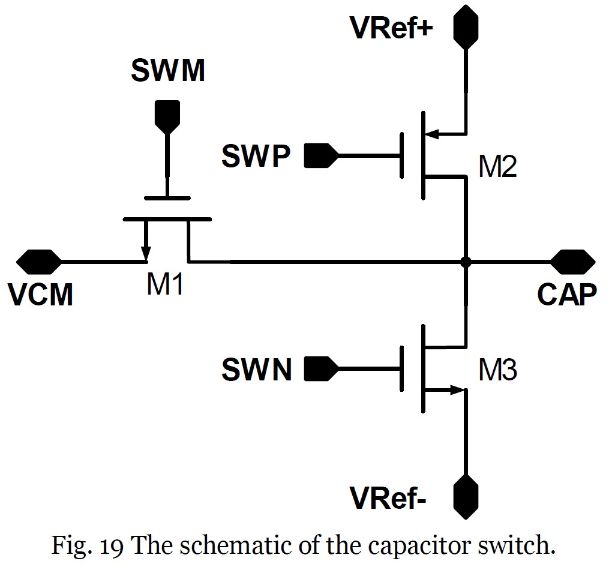 VRef+
SWM
SWP
M2
VCM
M1
CAP
SWN
M3
VRef-
Fig. 19 The schematic of the capacitor switch.